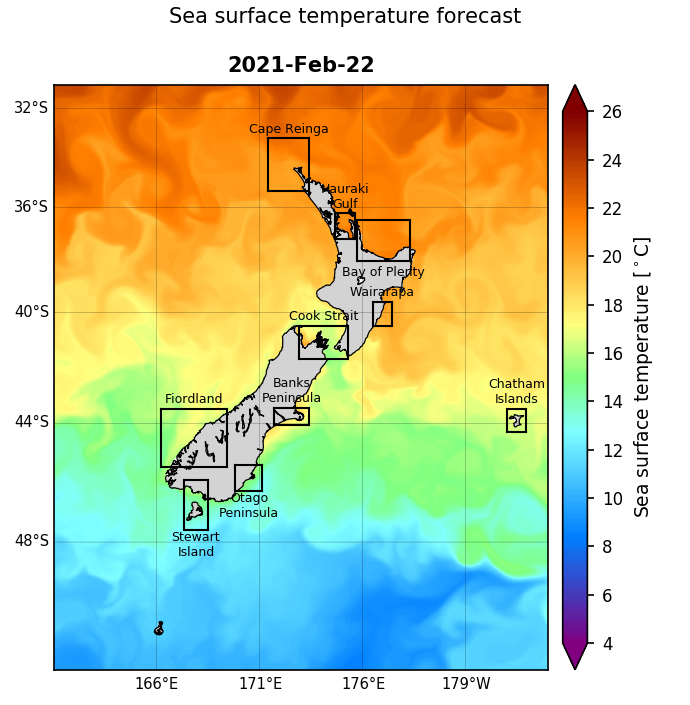 Sea surface temperature forecast
2021-Feb-22
32°S
36°S
40°S
44°S
48°S
166°E
171°E
176°E
179°W
Cape Reinga
Hauraki
Gulf
Bay of Plenty
Wairarapa
Cook Strait
Banks
Peninsula
Fiordland
Chatham
Islands
Otago
Peninsula
Stewart
Island
26
24
22
20
18
16
14
12
10
8
6
4
Sea surface temperature [°C]